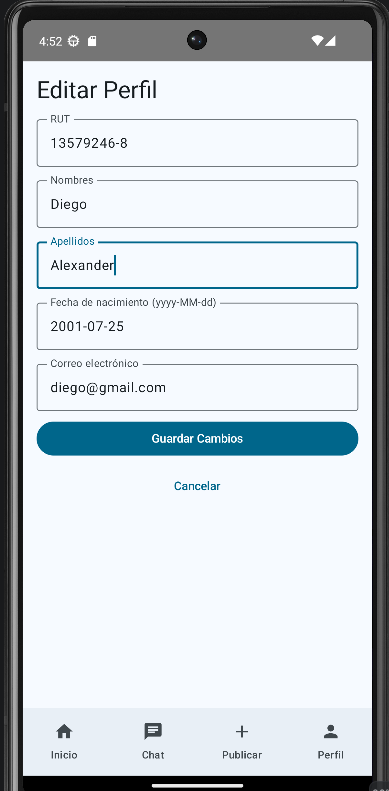 4:52
Editar Perfil
RUT
13579246-8
Nombres
Diego
Apellidos
Alexander
Fecha de nacimiento (yyyy-MM-dd)
2001-07-25
Correo electrónico
diego@gmail.com
Guardar Cambios
Cancelar
Inicio Chat Publicar Perfil